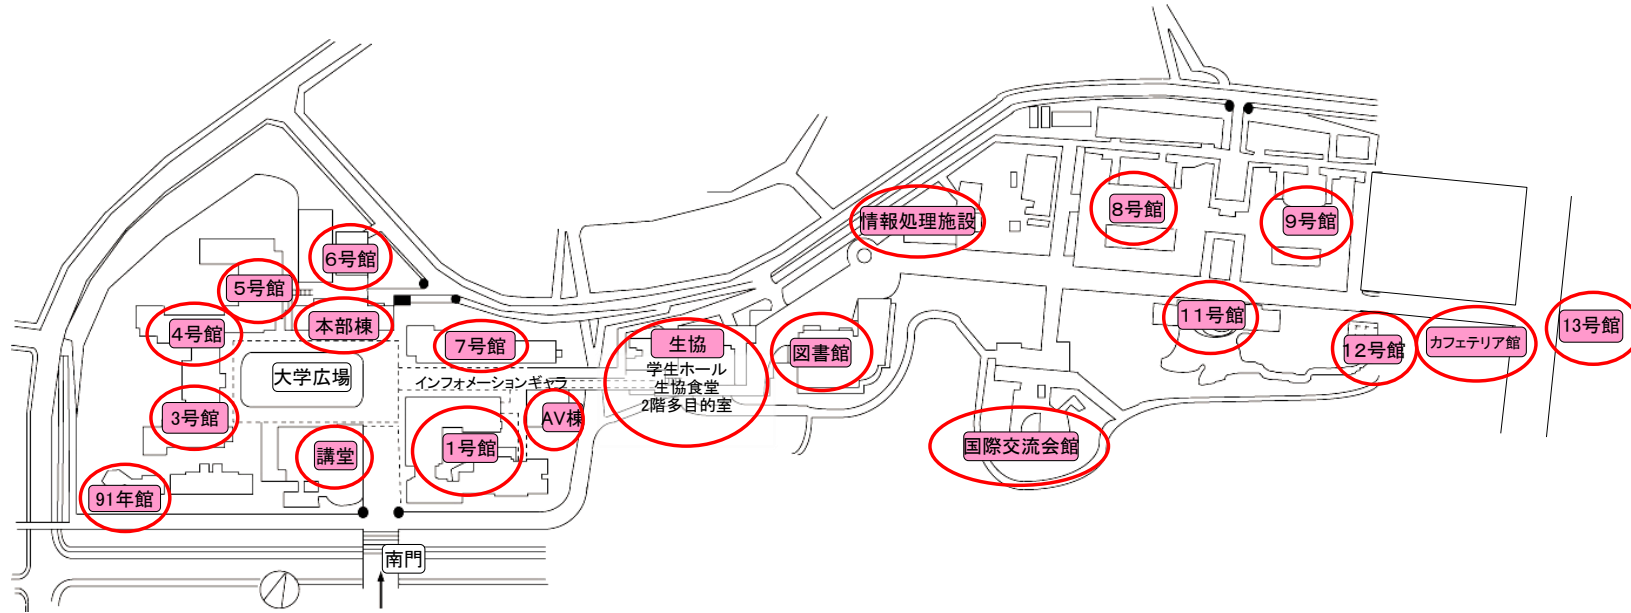 8号館
9号館
情報処理施設
6号館
5号館
11号館
13号館
本部棟
4号館
7号館
生協
学生ホール
生協食堂
2階多目的室
図書館
12号館
カフェテリア館
大学広場
インフォメーションギャラ
3号館
AV棟
1号館
講堂
国際交流会館
91年館
南門